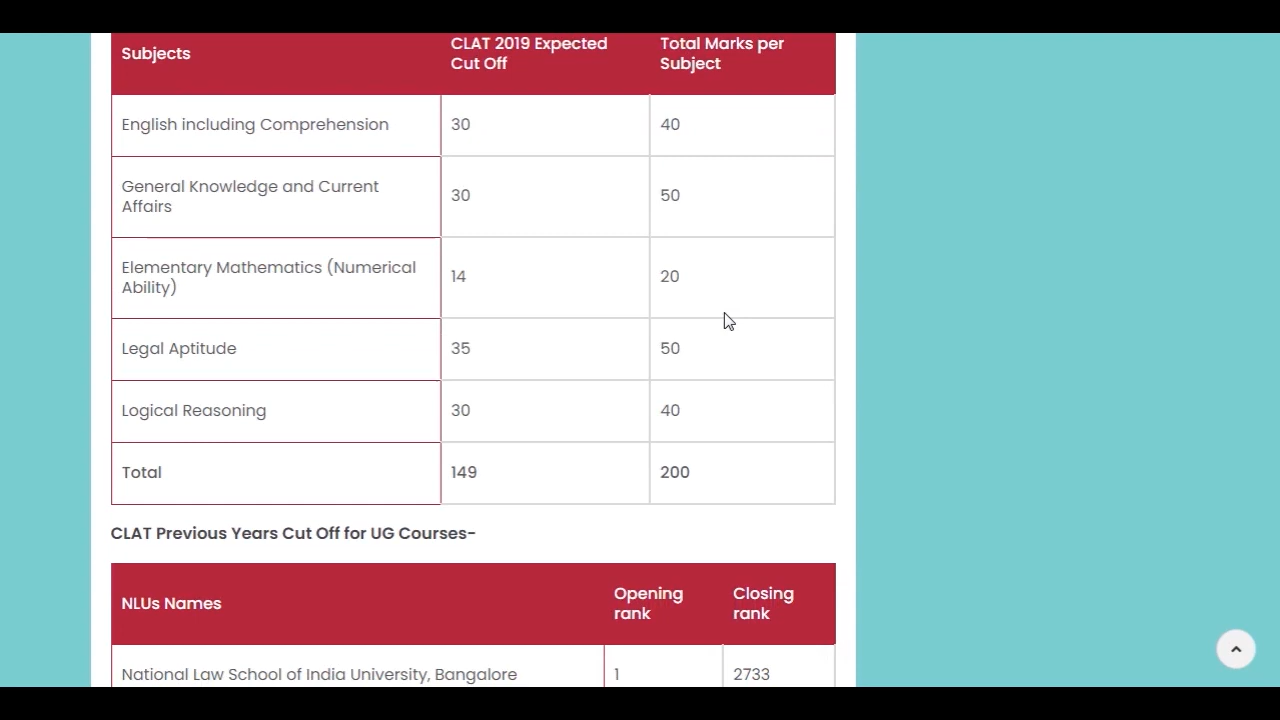 Subjects
CLAT 2019 Expected
Cut Off
Total Marks per
Subject
English including Comprehension
30
40
General Knowledge and Current
Affairs
30
50
Elementary Mathematics (Numerical
Ability)
14
20
Legal Aptitude
35
50
Logical Reasoning
30
40
Total
149
200
CLAT Previous Years Cut Off for UG Courses-
NLUs Names
Opening
rank
Closing
rank
National Law School of India University, Bangalore
1
2733